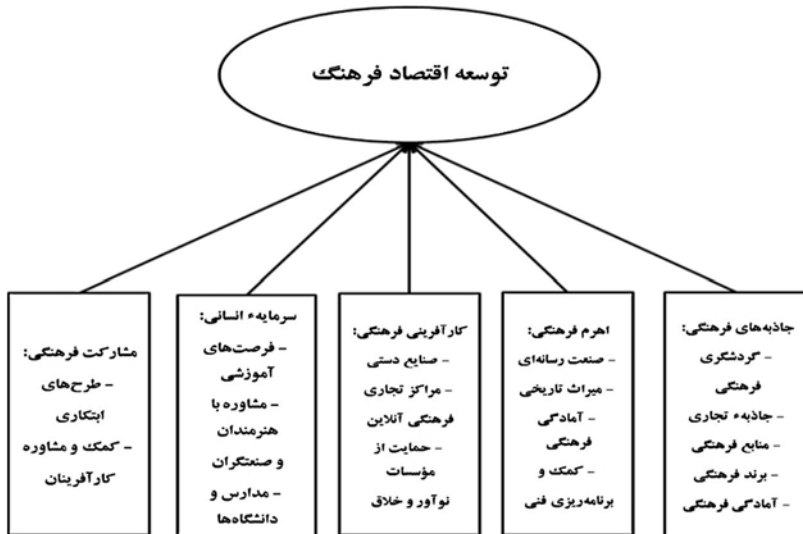 توسعه اقتصاد فرهنگ
جاذبه‌های فرهنگی:
- گردشگری
فرهنگی
- جاذبهء تجاری
- منابع فرهنگی
- برند فرهنگی
- آمادگی فرهنگی
اهرم فرهنگی:
- صنعت رسانه‌ای
- میراث تاریخی
- آمادگی
فرهنگی
- کمک و
برنامه‌ریزی فنی
کارآفرینی فرهنگی:
- صنایع دستی
- مراکز تجاری
فرهنگی آنلاین
- حمایت از
مؤسسات
نوآور و خلاق
سرمایهء انسانی:
- فرصت‌های
آموزشی
- مشاوره با
هنرمندان
و صنعتگران
- مدارس و
دانشگاه‌ها
مشارکت فرهنگی:
- طرح‌های
ابتکاری
- کمک و مشاوره
کارآفرینان